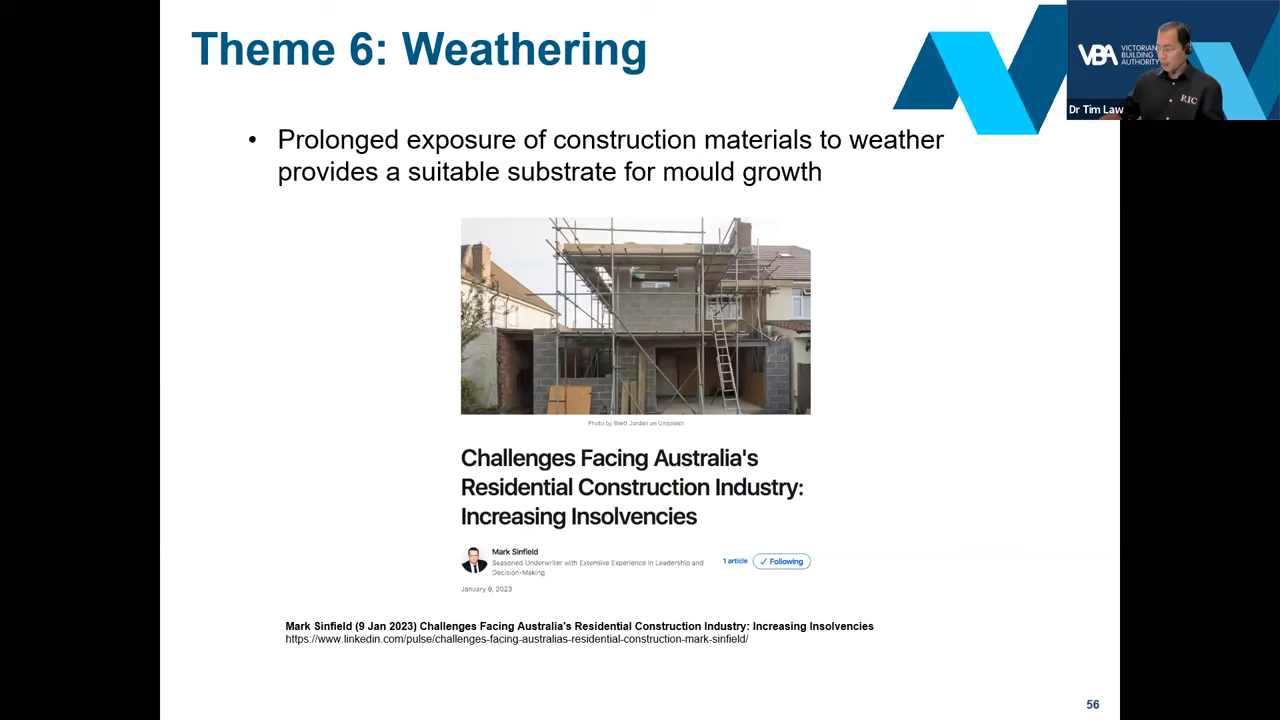 Theme 6: Weathering
VBA
VICTORIAN
BUILDING
AUTHORITY
RIC
Dr Tim Law
• Prolonged exposure of construction materials to weather
provides a suitable substrate for mould growth
Photo by Brett Jordan on Unsplash
Challenges Facing Australia's
Residential Construction Industry:
Increasing Insolvencies
Mark Sinfield
Seasoned Underwriter with Extensive Experience in Leadership and
Decision-Making
1 article ✓ Following
January 9, 2023
Mark Sinfield (9 Jan 2023) Challenges Facing Australia's Residential Construction Industry: Increasing Insolvencies
https://www.linkedin.com/pulse/challenges-facing-australias-residential-construction-mark-sinfield/
56